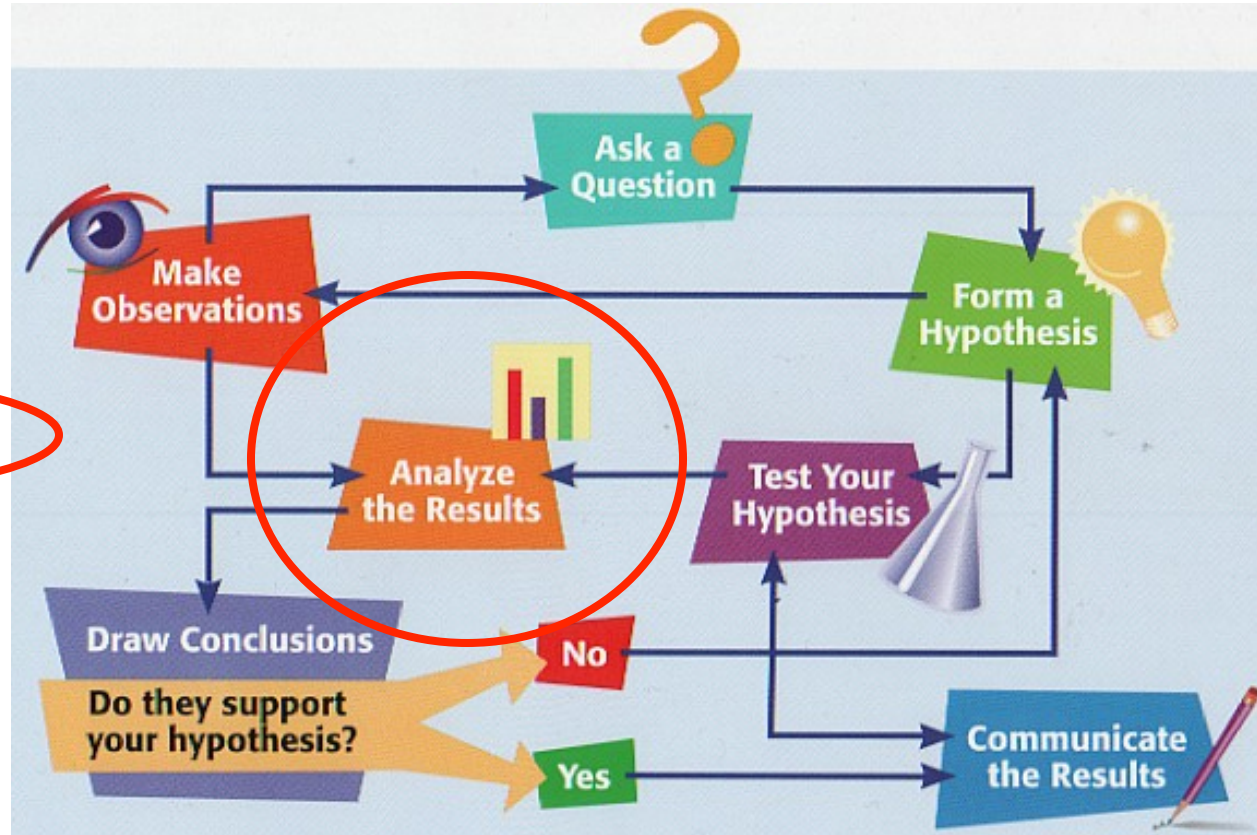 ?
Ask a
Question
Make
Observations
Form a
Hypothesis
Analyze
the Results
Test Your
Hypothesis
Draw Conclusions
Do they support
your hypothesis?
No
Yes
Communicate
the Results